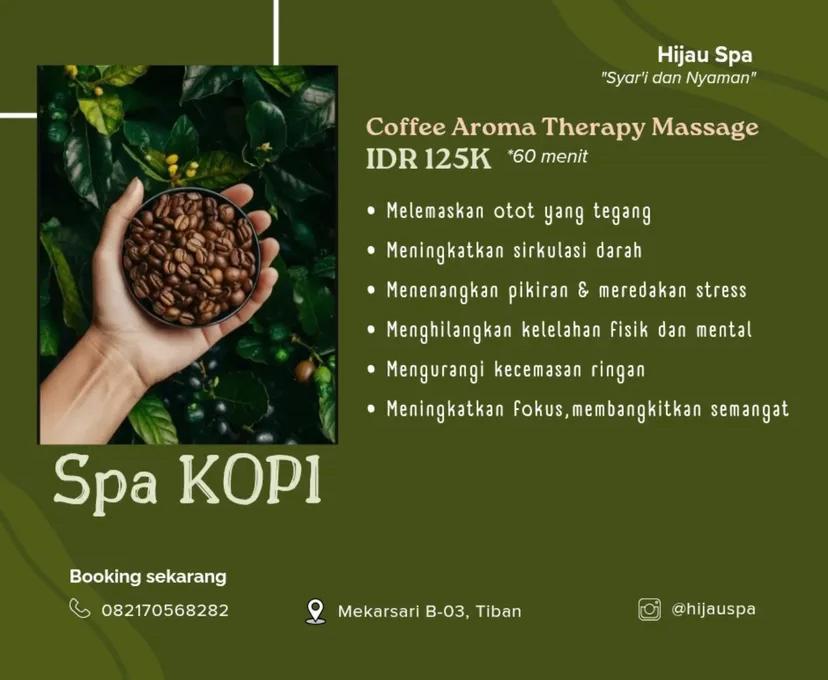 Hijau Spa
"Syar'i dan Nyaman"
Coffee Aroma Therapy Massage
IDR 125K *60 menit
• Melemaskan otot yang tegang
• Meningkatkan sirkulasi darah
• Menenangkan pikiran & meredakan stress
• Menghilangkan kelelahan fisik dan mental
• Mengurangi kecemasan ringan
• Meningkatkan fokus,membangkitkan semangat
Spa KOPI
Booking sekarang
082170568282
Mekarsari B-03, Tiban
@hijauspa